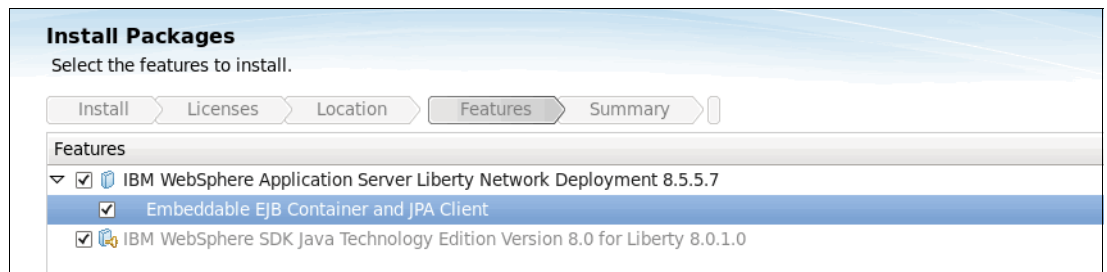 Install Packages
Select the features to install.
Install Licenses Location Features Summary
Features
IBM WebSphere Application Server Liberty Network Deployment 8.5.5.7
Embeddable EJB Container and JPA Client
IBM WebSphere SDK Java Technology Edition Version 8.0 for Liberty 8.0.1.0